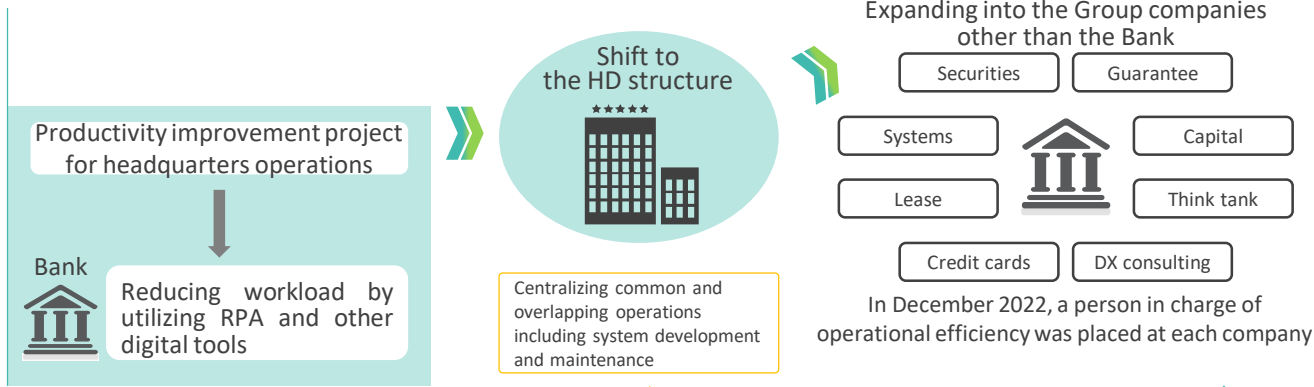 Productivity improvement project
for headquarters operations
Bank
Reducing workload by
utilizing RPA and other
digital tools
Shift to
the HD structure
Centralizing common and
overlapping operations
including system development
and maintenance
Expanding into the Group companies
other than the Bank
Securities
Guarantee
Systems
Capital
Lease
Think tank
Credit cards
DX consulting
In December 2022, a person in charge of
operational efficiency was placed at each company